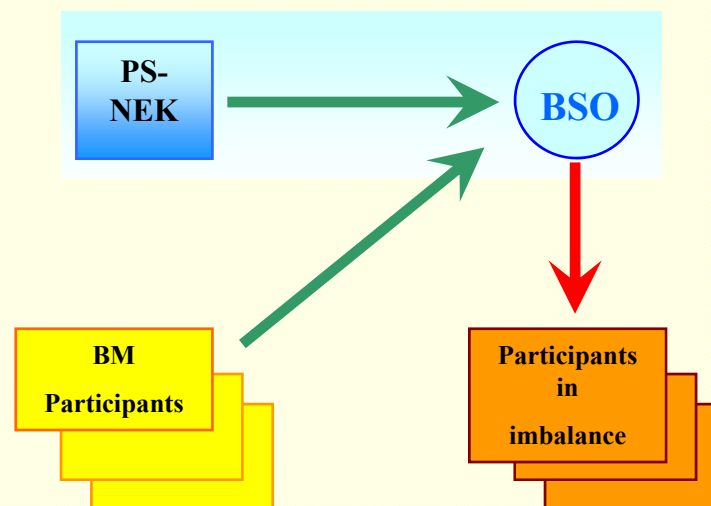 PS-
NEK
BSO
BM
Participants
Participants
in
imbalance